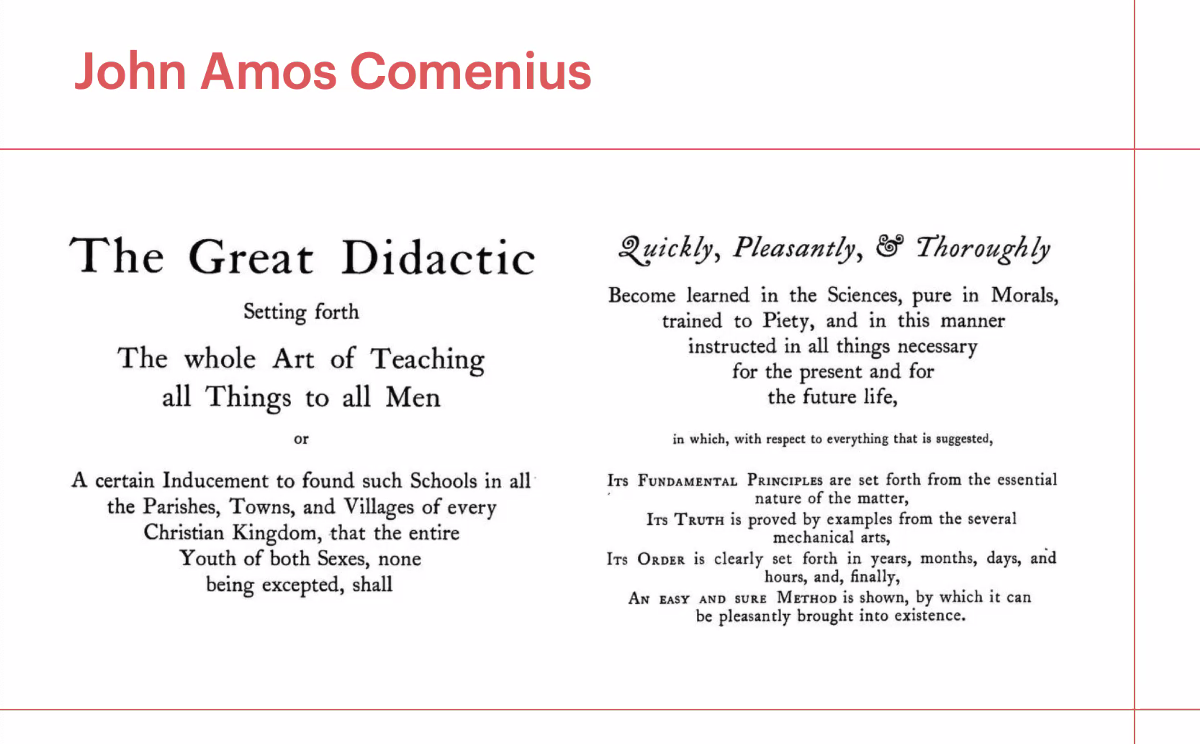 John Amos Comenius
The Great Didactic
Setting forth
The whole Art of Teaching
all Things to all Men
or
A certain Inducement to found such Schools in all
the Parishes, Towns, and Villages of every
Christian Kingdom, that the entire
Youth of both Sexes, none
being excepted, shall
Quickly, Pleasantly, & Thoroughly
Become learned in the Sciences, pure in Morals,
trained to Piety, and in this manner
instructed in all things necessary
for the present and for
the future life,
in which, with respect to everything that is suggested,
Its Fundamental Principles are set forth from the essential
nature of the matter,
Its Truth is proved by examples from the several
mechanical arts,
Its Order is clearly set forth in years, months, days, and
hours, and, finally,
An easy and sure Method is shown, by which it can
be pleasantly brought into existence.